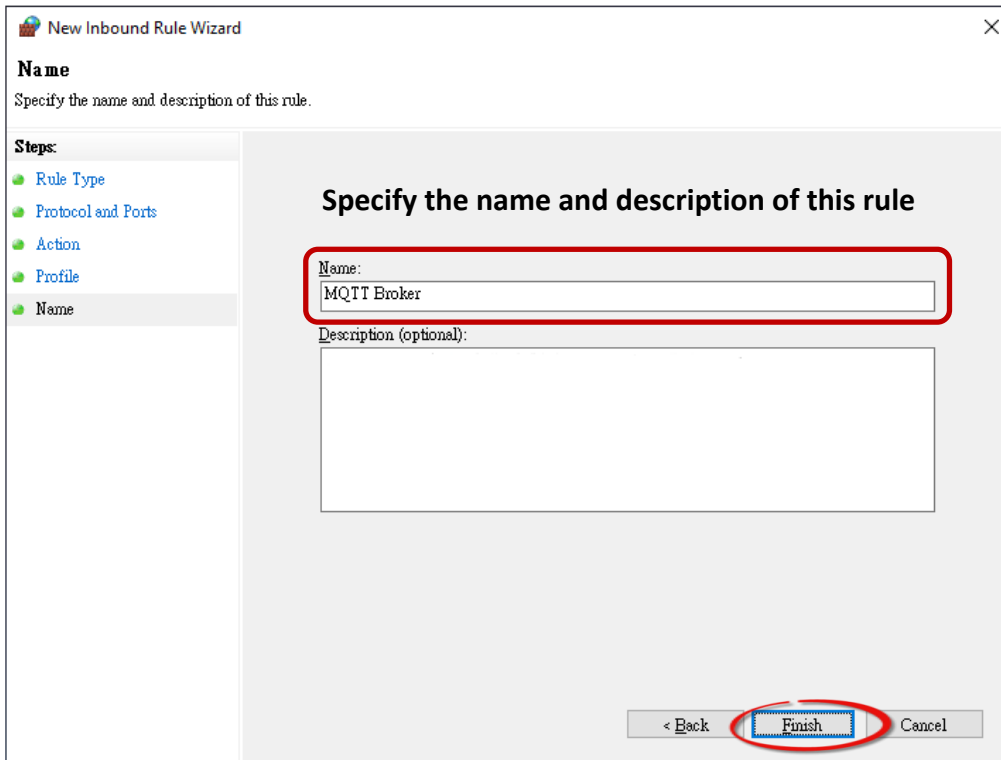 New Inbound Rule Wizard
Name
Specify the name and description of this rule.
Steps:
Rule Type
Protocol and Ports
Action
Profile
Name
Specify the name and description of this rule
Name:
MQTT Broker
Description (optional):
< Back Finish Cancel